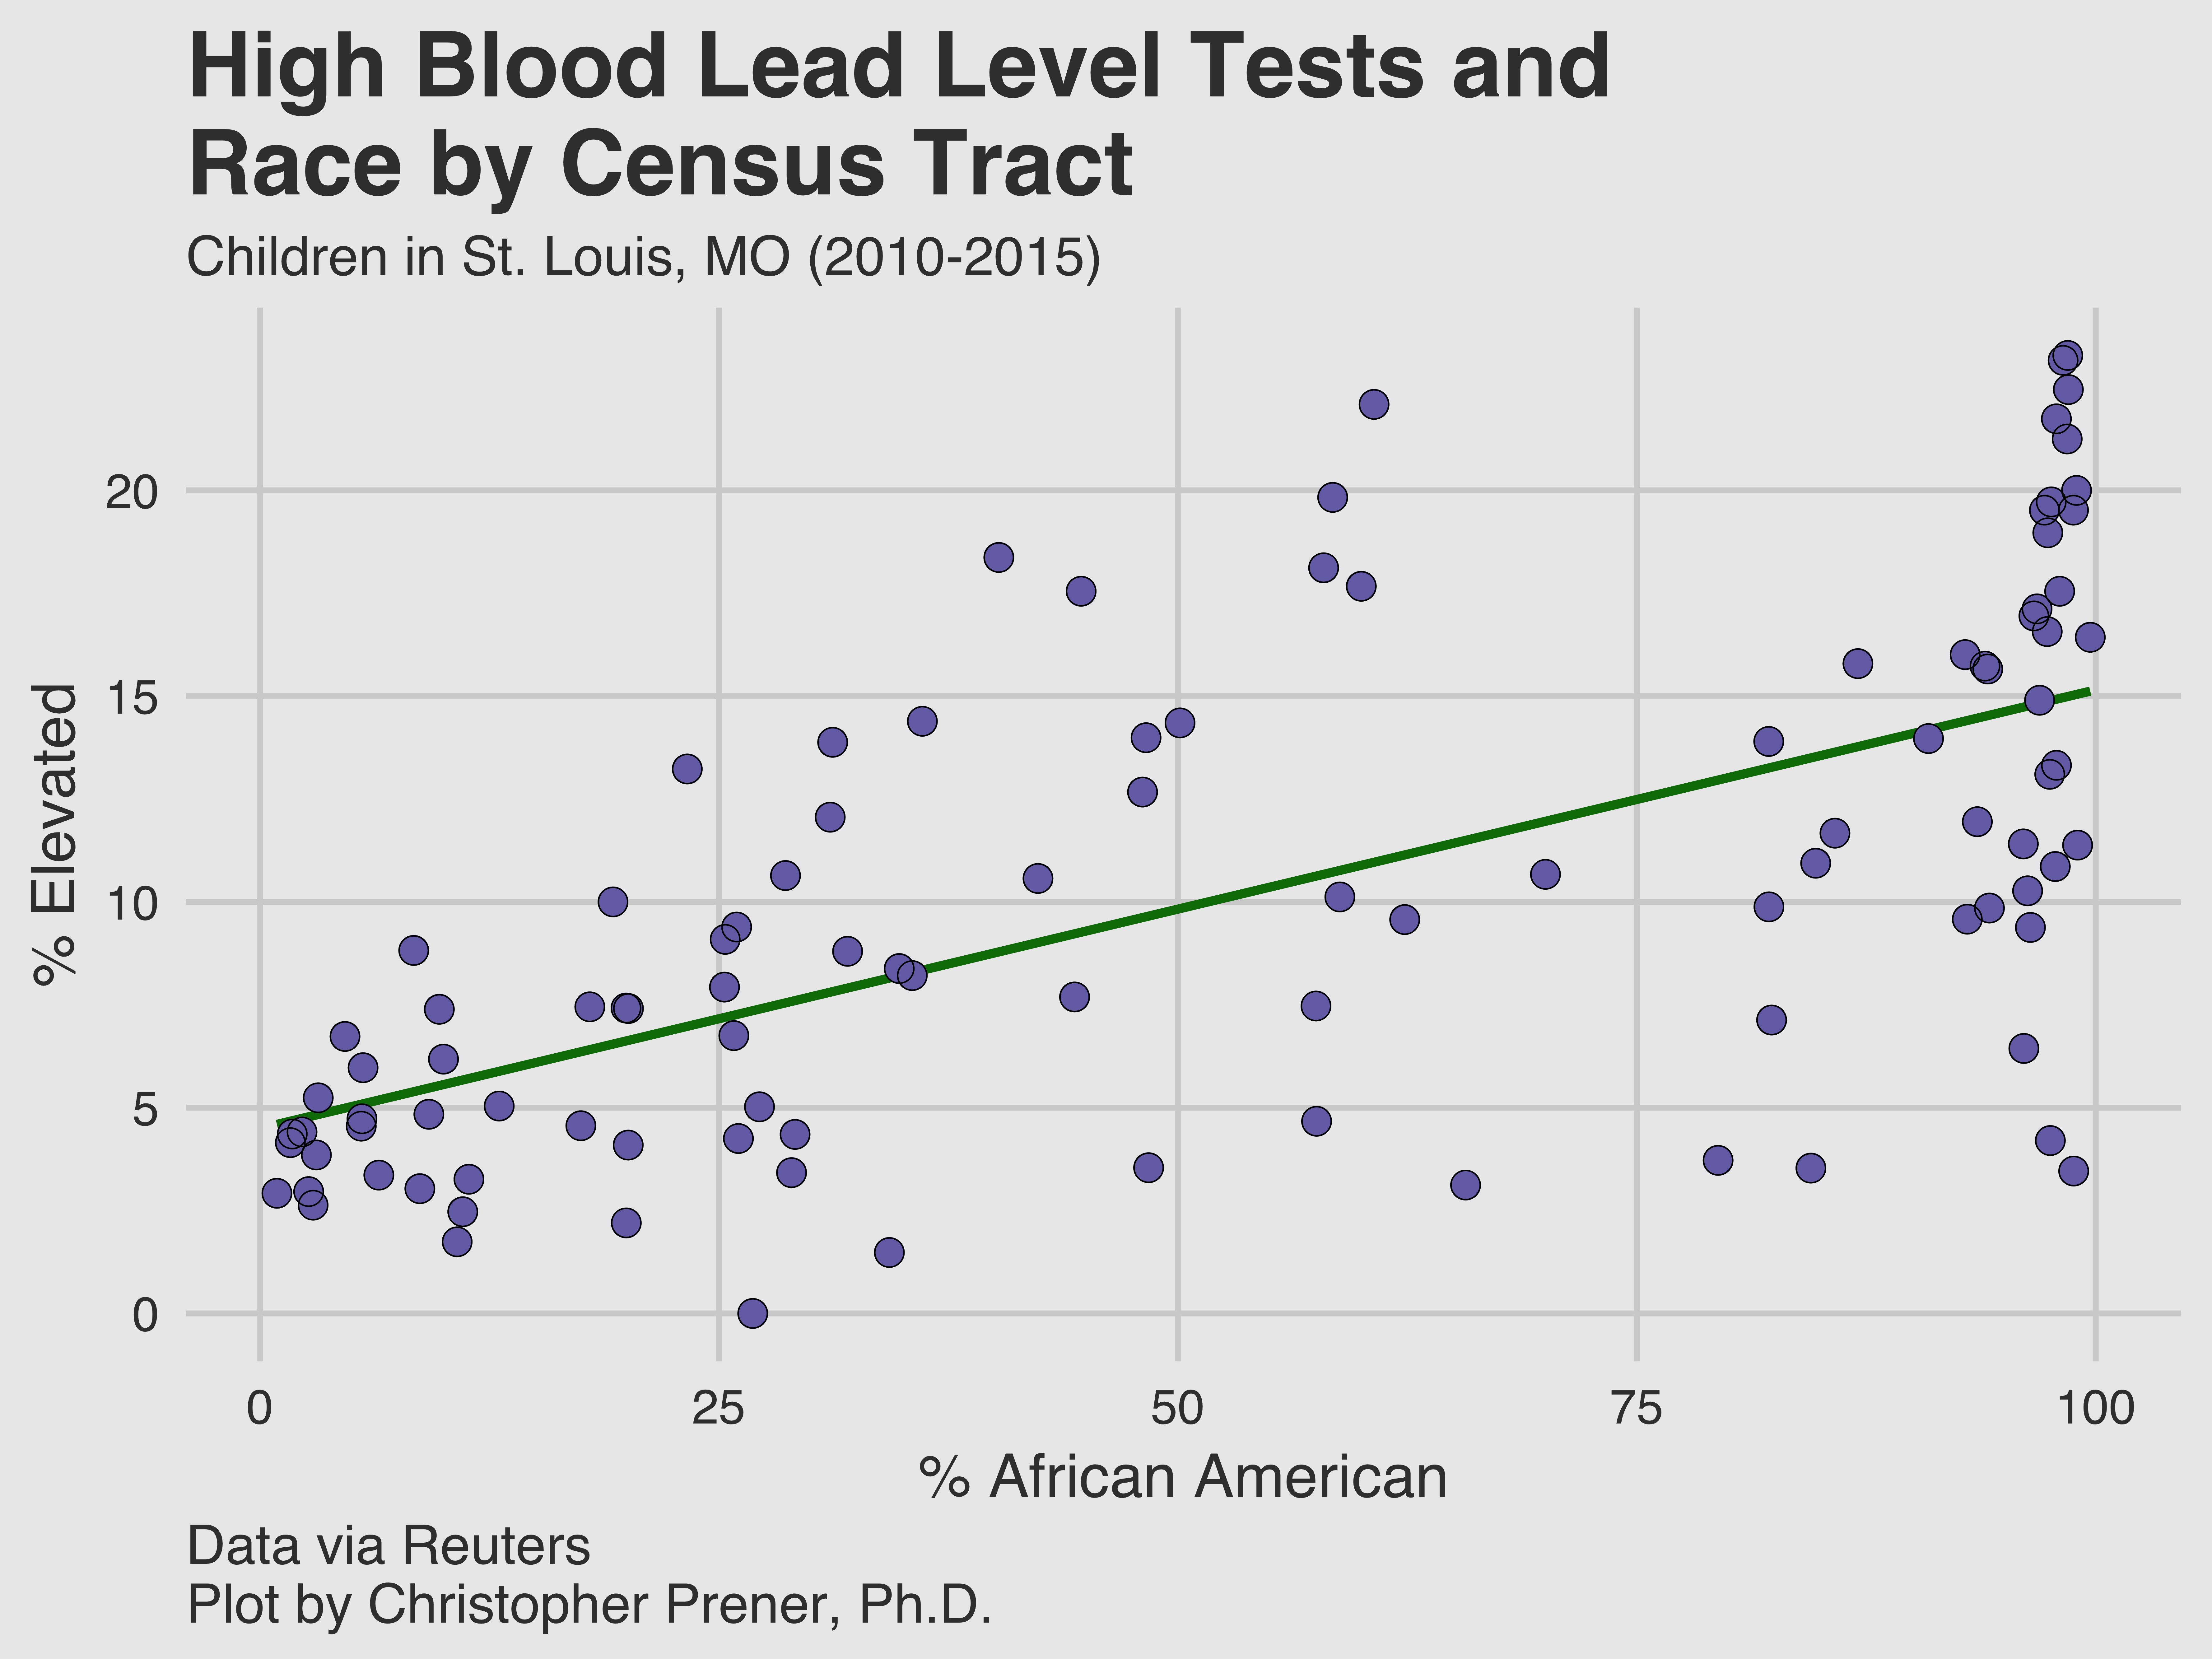 High Blood Lead Level Tests and
Race by Census Tract
Children in St. Louis, MO (2010-2015)
% Elevated
20
15
10
5
0
0 25 50 75 100
% African American
Data via Reuters
Plot by Christopher Prener, Ph.D.